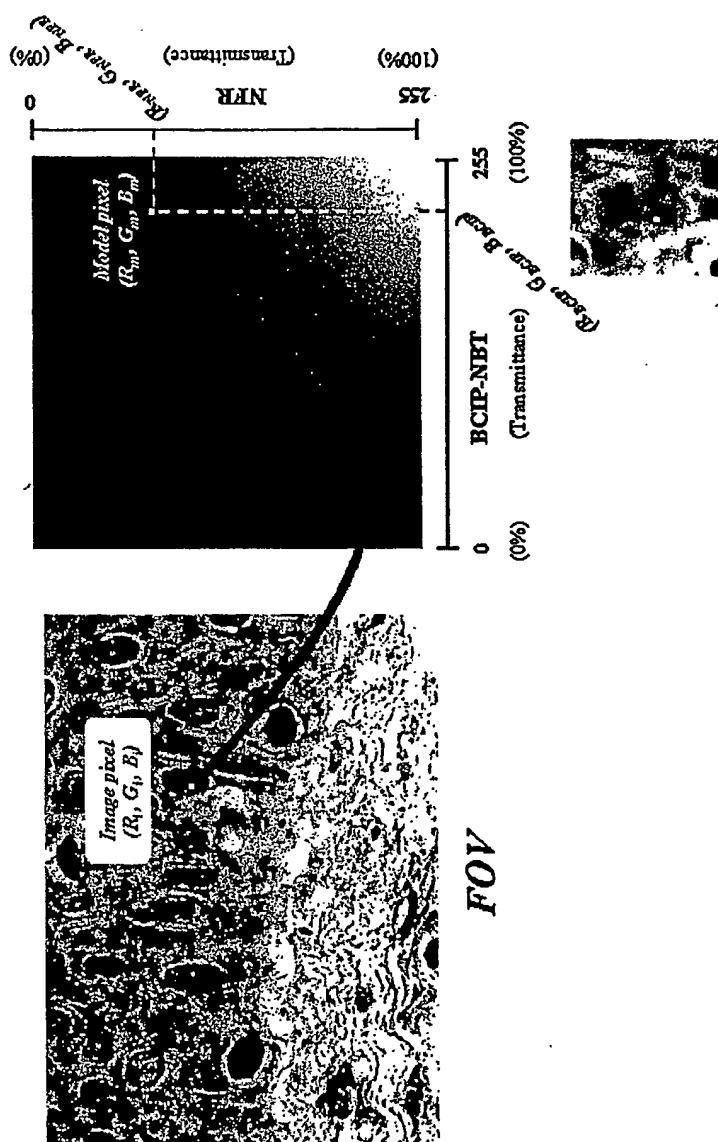 Image pixel
(Ri, Gi, Bi)
FOV
Model pixel
(Rm, Gm, Bm)
0
(0%)
(RNFR, GNFR, BNFR)
NFR
(Transmittance)
255
(100%)
0
(0%)
BCIP-NBT
(Transmittance)
255
(100%)
(RBCIP, GBCIP, BBCIP)